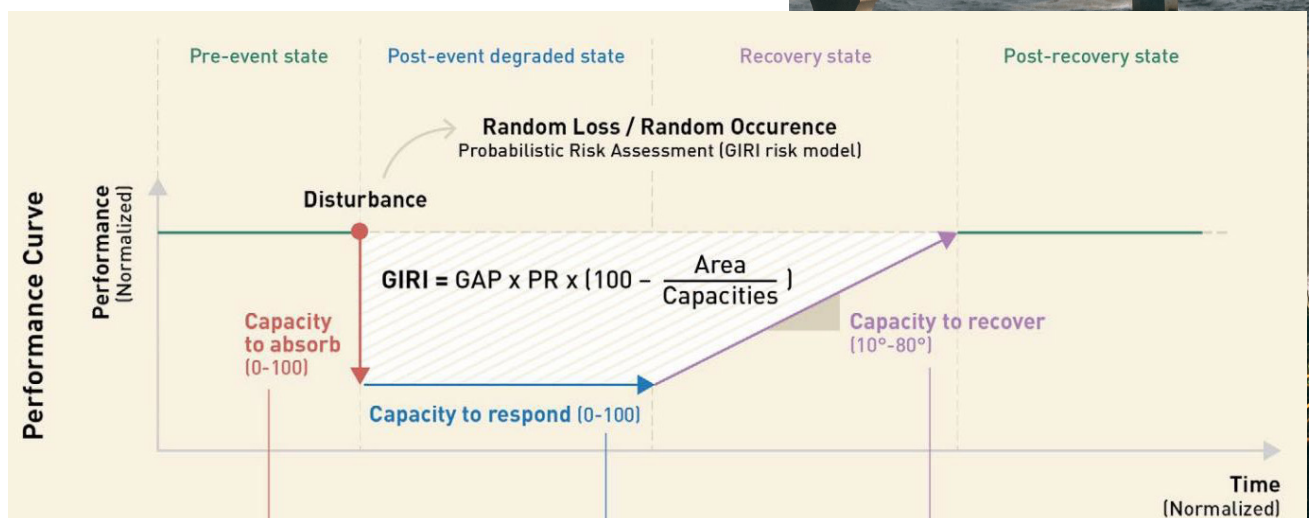 Pre-event state
Post-event degraded state
Recovery state
Post-recovery state
Random Loss / Random Occurence
Probabilistic Risk Assessment (GIRI risk model)
Disturbance
Performance Curve
Performance
(Normalized)
GIRI = GAP x PR x (100 – Area / Capacities)
Capacity
to absorb
(0-100)
Capacity to recover
(10°-80°)
Capacity to respond (0-100)
Time
(Normalized)